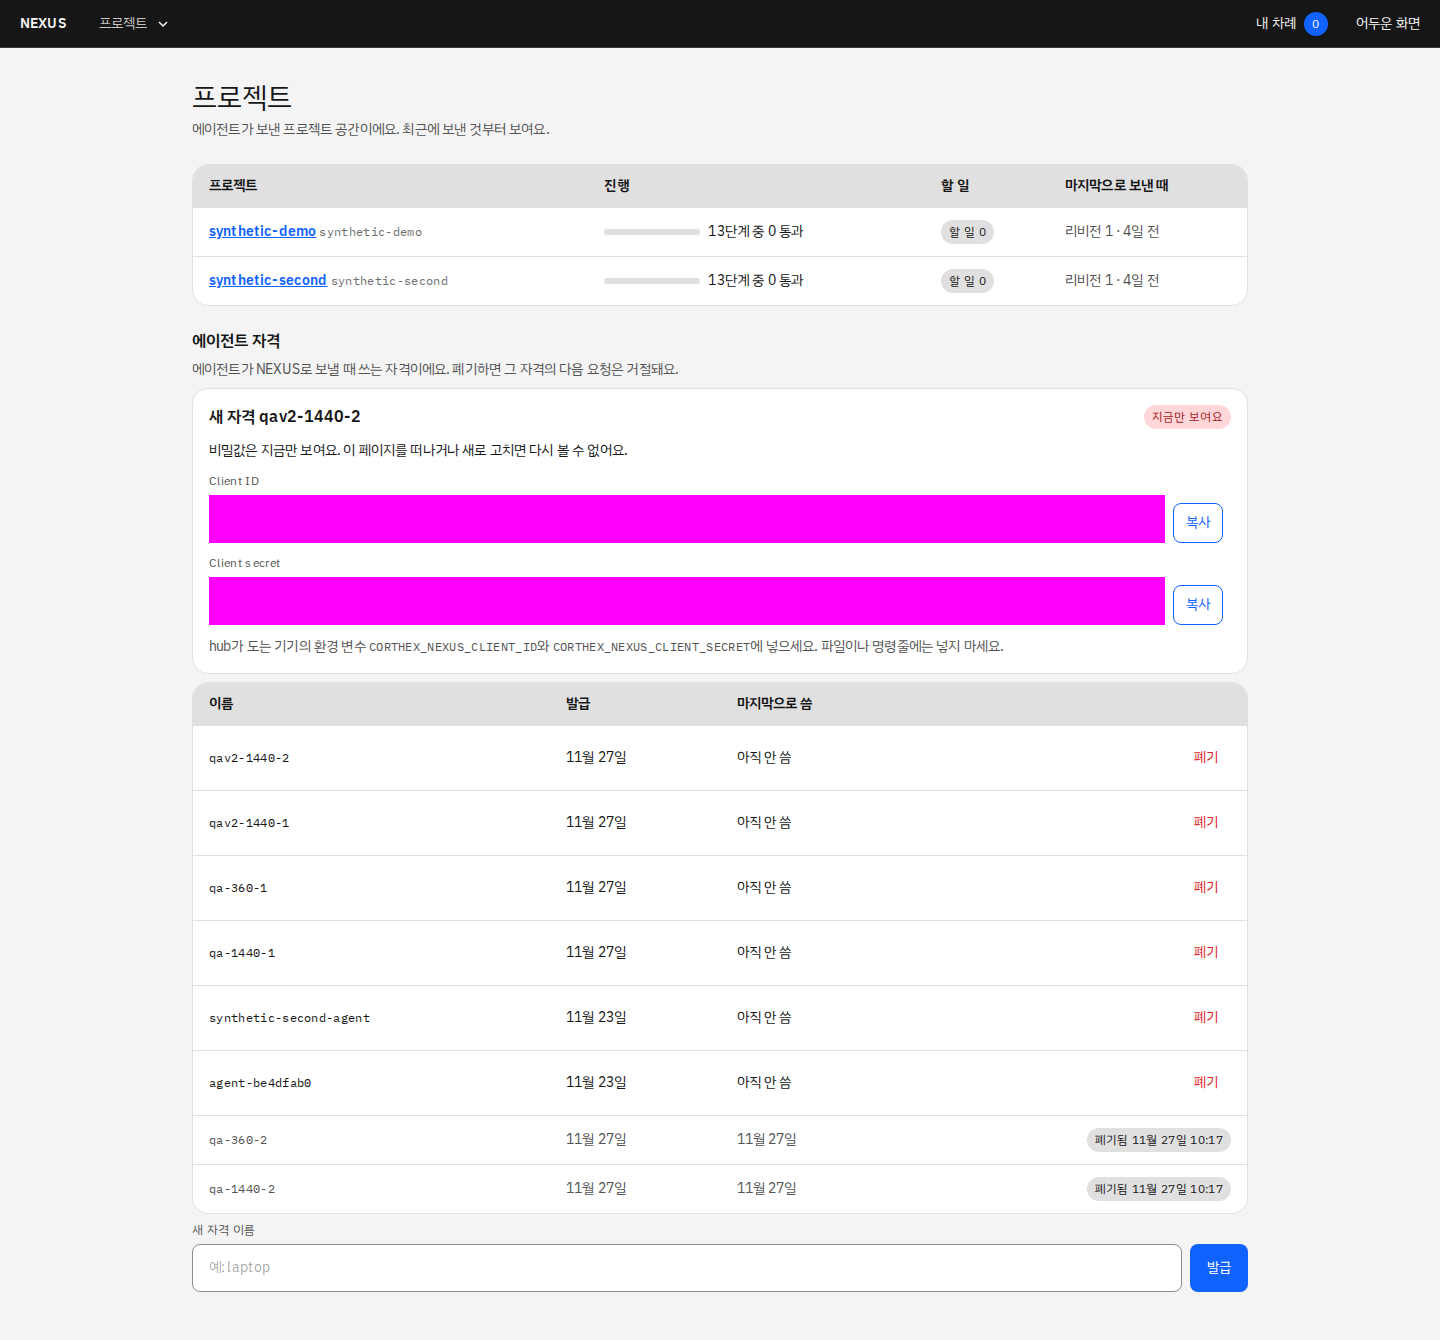 NEXUS 프로젝트 내 차례 0 어두운 화면
프로젝트
에이전트가 보낸 프로젝트 공간이에요. 최근에 보낸 것부터 보여요.
프로젝트 진행 할 일 마지막으로 보낸 때
synthetic-demo synthetic-demo 13단계 중 0 통과 할 일 0 리비전 1 · 4일 전
synthetic-second synthetic-second 13단계 중 0 통과 할 일 0 리비전 1 · 4일 전
에이전트 자격
에이전트가 NEXUS로 보낼 때 쓰는 자격이에요. 폐기하면 그 자격의 다음 요청은 거절돼요.
새 자격 qav2-1440-2 지금만 보여요
비밀값은 지금만 보여요. 이 페이지를 떠나거나 새로 고치면 다시 볼 수 없어요.
Client ID
복사
Client secret
복사
hub가 도는 기기의 환경 변수 CORTHEX_NEXUS_CLIENT_ID와 CORTHEX_NEXUS_CLIENT_SECRET에 넣으세요. 파일이나 명령줄에는 넣지 마세요.
이름 발급 마지막으로 씀
qav2-1440-2 11월 27일 아직 안 씀 폐기
qav2-1440-1 11월 27일 아직 안 씀 폐기
qa-360-1 11월 27일 아직 안 씀 폐기
qa-1440-1 11월 27일 아직 안 씀 폐기
synthetic-second-agent 11월 23일 아직 안 씀 폐기
agent-be4dfab0 11월 23일 아직 안 씀 폐기
qa-360-2 11월 27일 11월 27일 폐기됨 11월 27일 10:17
qa-1440-2 11월 27일 11월 27일 폐기됨 11월 27일 10:17
새 자격 이름
예: laptop 발급